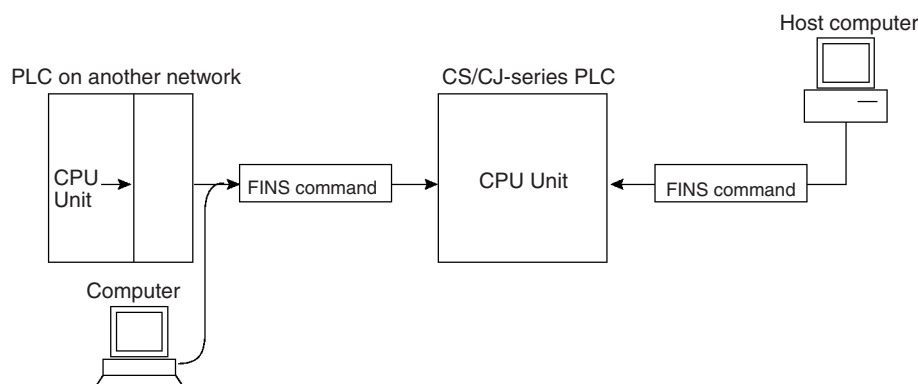 Host computer
PLC on another network
CS/CJ-series PLC
CPU
Unit
FINS command
CPU Unit
FINS command
Computer